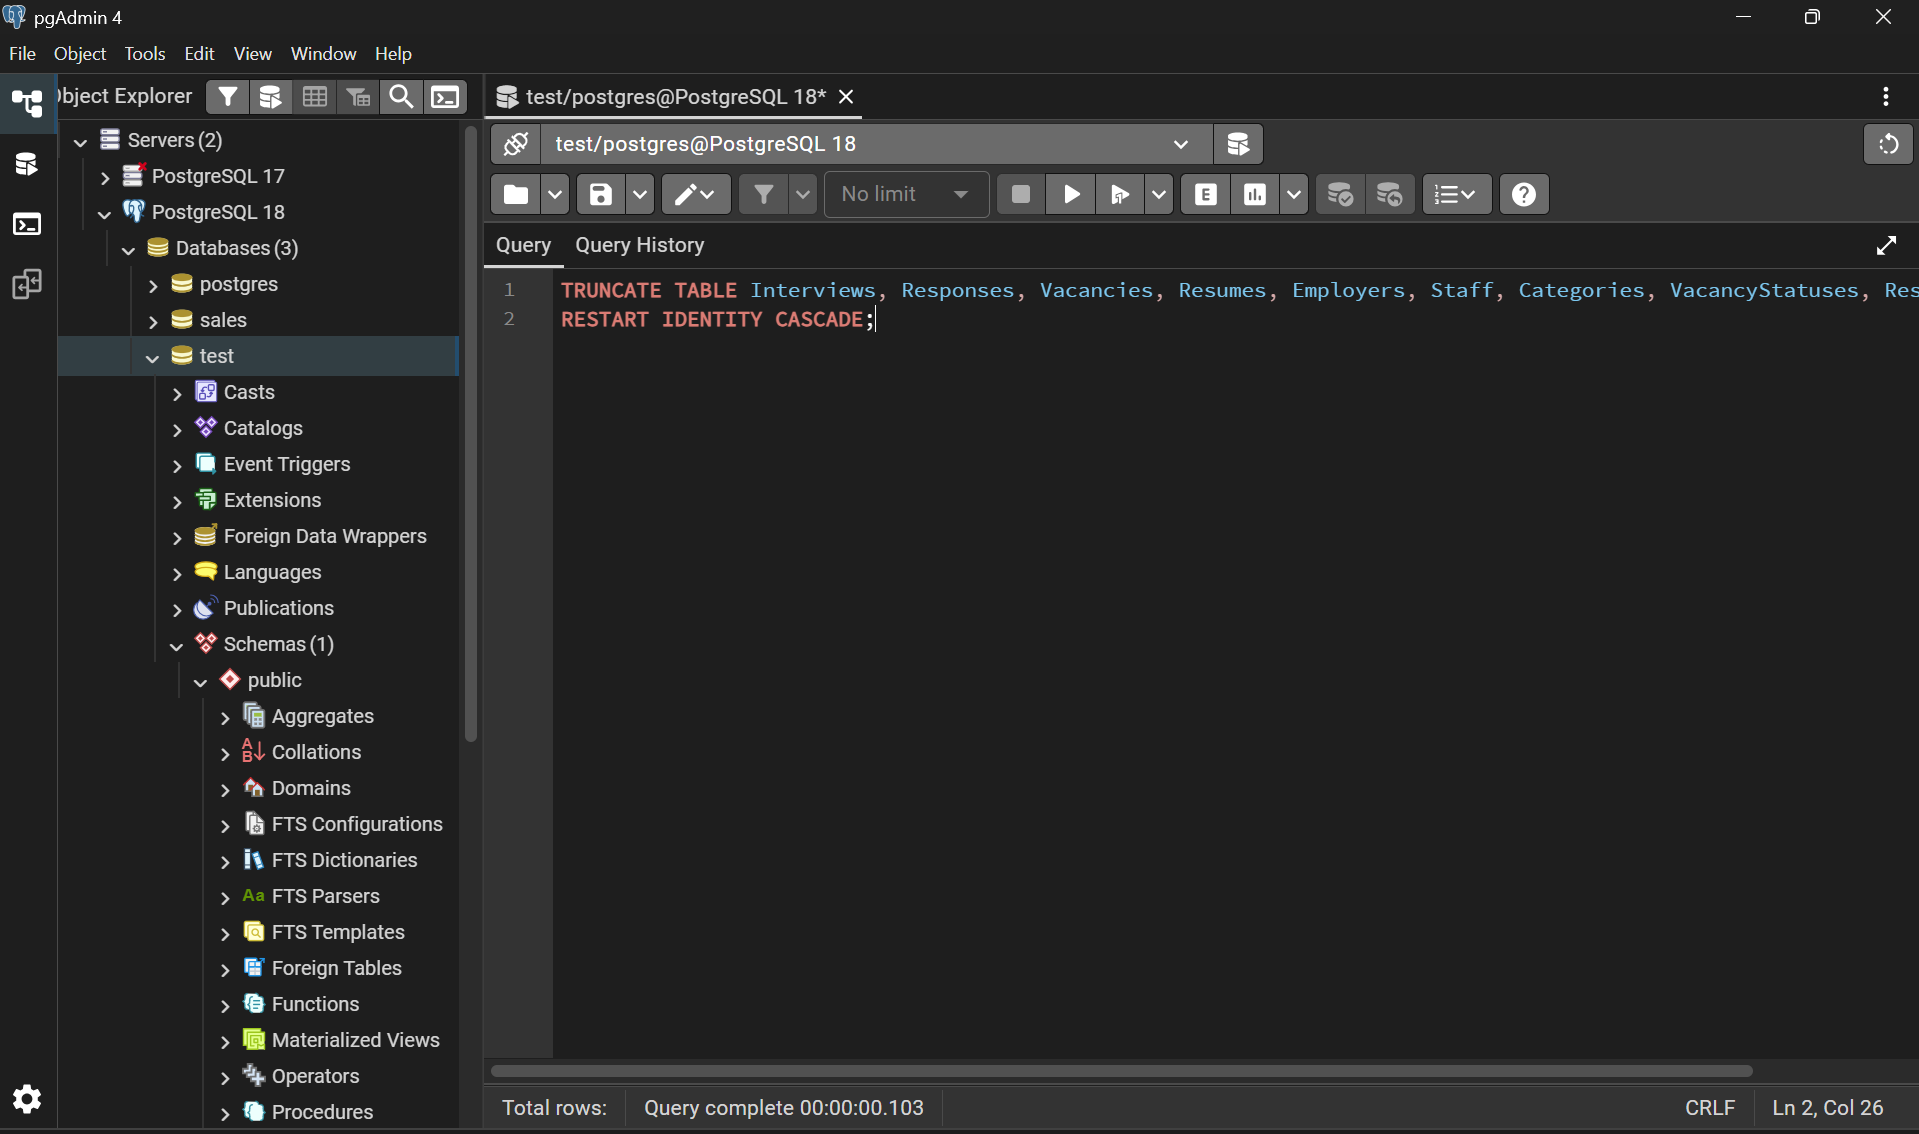 pgAdmin 4
File Object Tools Edit View Window Help
bject Explorer
test/postgres@PostgreSQL 18*
Servers (2)
PostgreSQL 17
PostgreSQL 18
Databases (3)
postgres
sales
test
Casts
Catalogs
Event Triggers
Extensions
Foreign Data Wrappers
Languages
Publications
Schemas (1)
public
Aggregates
Collations
Domains
FTS Configurations
FTS Dictionaries
Aa FTS Parsers
FTS Templates
Foreign Tables
Functions
Materialized Views
Operators
Procedures
test/postgres@PostgreSQL 18
No limit
E
Query Query History
1 TRUNCATE TABLE Interviews, Responses, Vacancies, Resumes, Employers, Staff, Categories, VacancyStatuses, Res
2 RESTART IDENTITY CASCADE;
Total rows: Query complete 00:00:00.103 CRLF Ln 2, Col 26